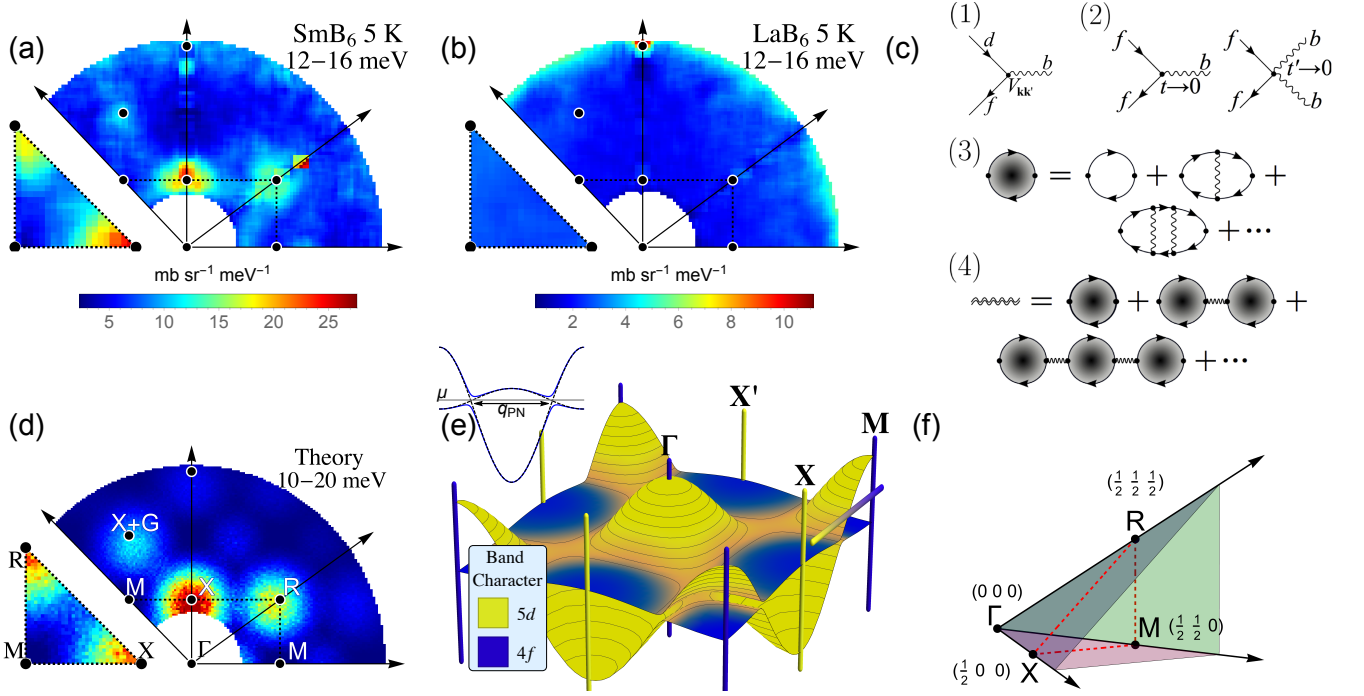 (a)
SmB6 5 K
12−16 meV
mb sr−1 meV−1
5 10 15 20 25
(b)
LaB6 5 K
12−16 meV
mb sr−1 meV−1
2 4 6 8 10
(c)
(1)
d
b
f
Vkk'
(2)
f
b
f
t→0
f
b
t'→0
f
b
(3)
= + +
+ ⋯
(4)
= + +
+ ⋯
(d)
Theory
10−20 meV
X+G
R
M X R
M X Γ M
(e)
μ
qPN
X'
Γ
M
X
Band
Character
5d
4f
(f)
(1/2 1/2 1/2)
R
(0 0 0)
Γ
M (1/2 1/2 0)
X
(1/2 0 0)